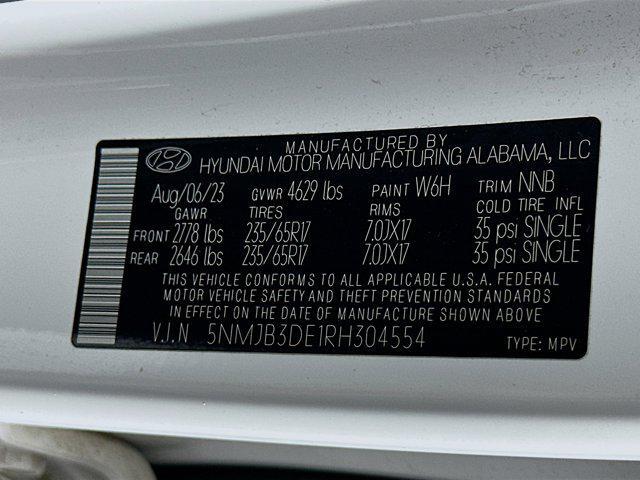 MANUFACTURED BY
HYUNDAI MOTOR MANUFACTURING ALABAMA, LLC
Aug/06/23 GVWR 4629 lbs PAINT W6H TRIM NNB
GAWR TIRES RIMS COLD TIRE INFL
FRONT 2778 lbs 235/65R17 7.0JX17 35 psi SINGLE
REAR 2646 lbs 235/65R17 7.0JX17 35 psi SINGLE
THIS VEHICLE CONFORMS TO ALL APPLICABLE U.S.A. FEDERAL
MOTOR VEHICLE SAFETY AND THEFT PREVENTION STANDARDS
IN EFFECT ON THE DATE OF MANUFACTURE SHOWN ABOVE
V.I.N 5NMJB3DE1RH304554 TYPE: MPV